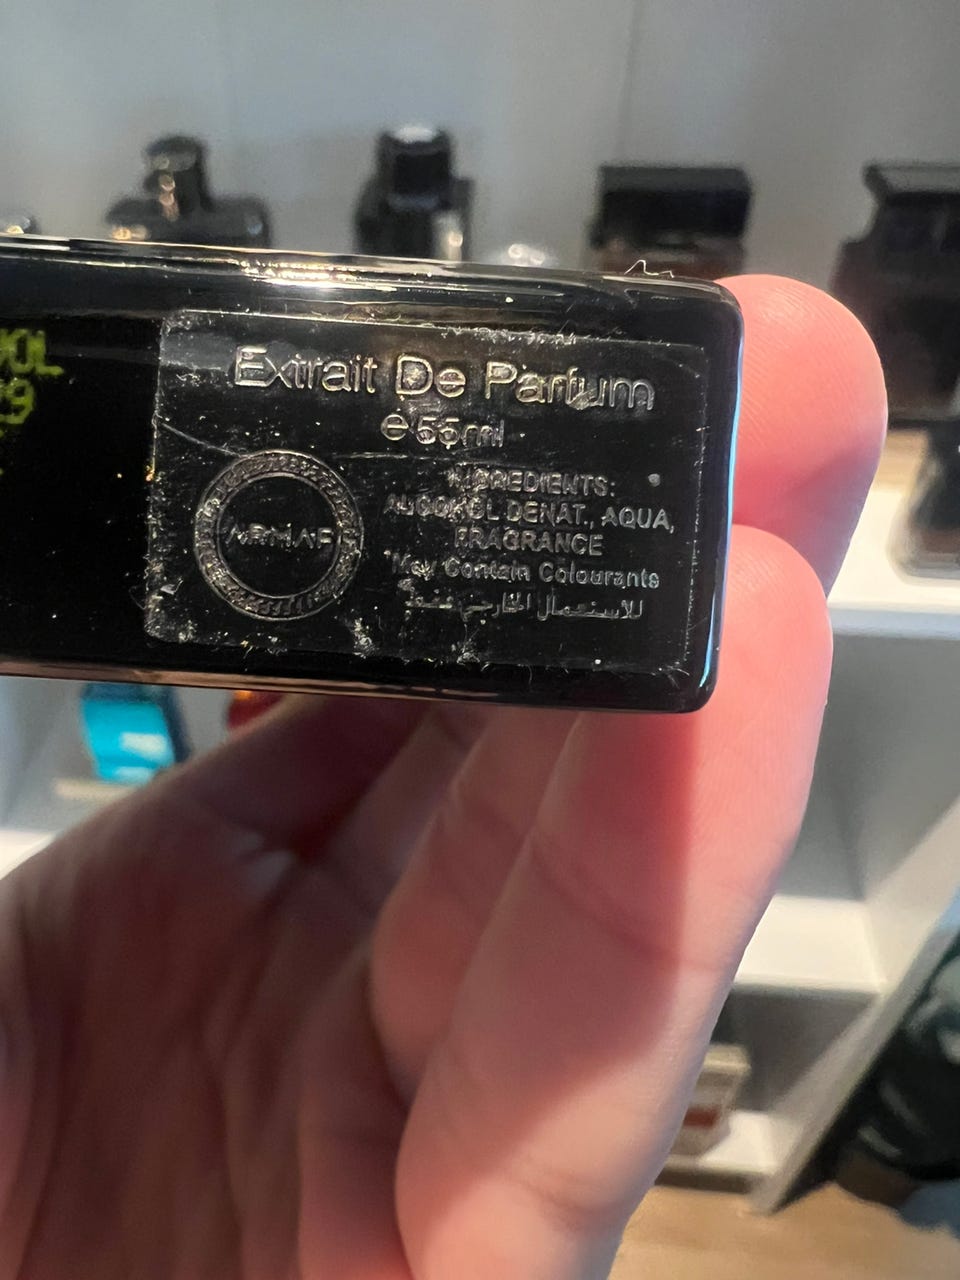 Extrait De Parfum
e 55ml
INGREDIENTS:
ALCOHOL DENAT., AQUA,
FRAGRANCE
*May Contain Colourants
للاستعمال الخارجي فقط
ARMAF